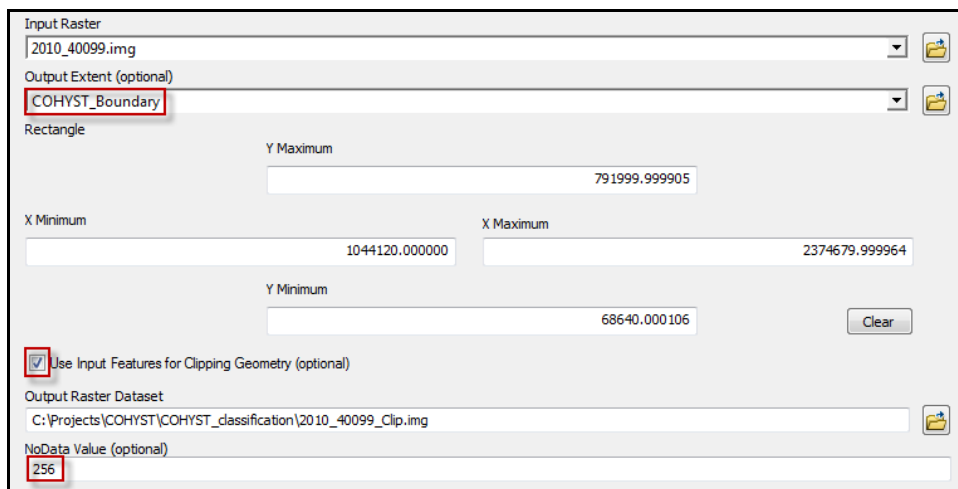 Input Raster
2010_40099.img
Output Extent (optional)
COHYST_Boundary
Rectangle
Y Maximum
791999.999905
X Minimum
X Maximum
1044120.000000
2374679.999964
Y Minimum
68640.000106
Clear
Use Input Features for Clipping Geometry (optional)
Output Raster Dataset
C:\Projects\COHYST\COHYST_classification\2010_40099_Clip.img
NoData Value (optional)
256